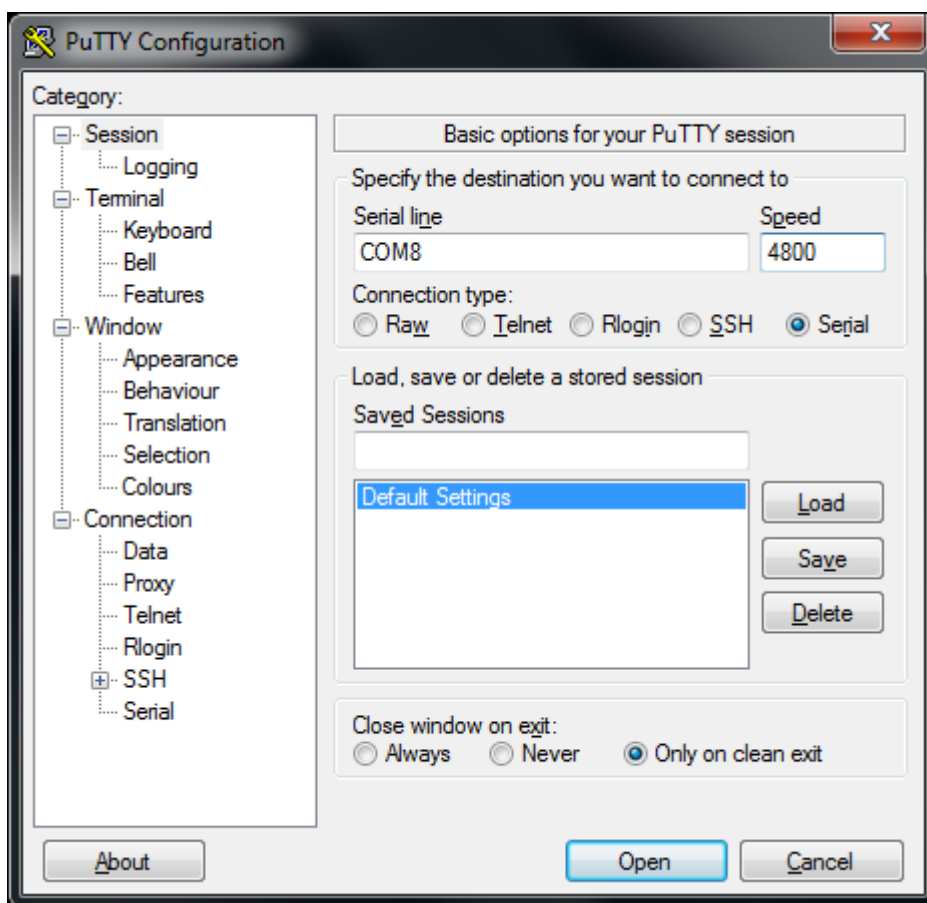 PuTTY Configuration
Category:
Session
Logging
Terminal
Keyboard
Bell
Features
Window
Appearance
Behaviour
Translation
Selection
Colours
Connection
Data
Proxy
Telnet
Rlogin
SSH
Serial
Basic options for your PuTTY session
Specify the destination you want to connect to
Serial line Speed
COM8 4800
Connection type:
Raw Telnet Rlogin SSH Serial
Load, save or delete a stored session
Saved Sessions
Default Settings
Load
Save
Delete
Close window on exit:
Always Never Only on clean exit
About Open Cancel